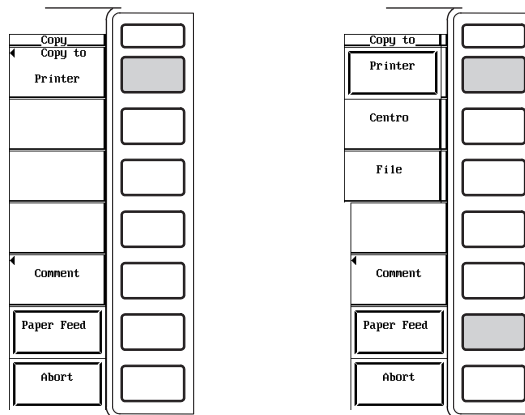 Copy
Copy to
Printer
Comment
Paper Feed
Abort
Copy to
Printer
Centro
File
Comment
Paper Feed
Abort